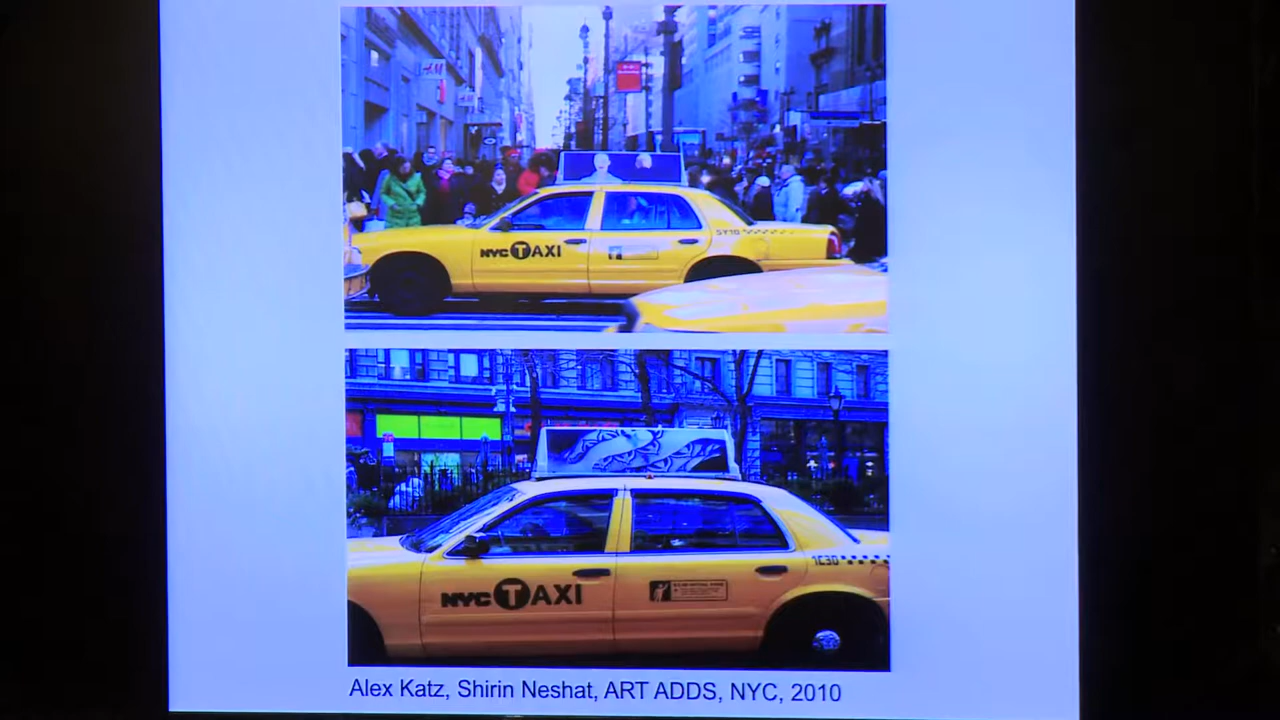 H&M
5Y10
NYC TAXI
1C30
NYC TAXI
Alex Katz, Shirin Neshat, ART ADDS, NYC, 2010